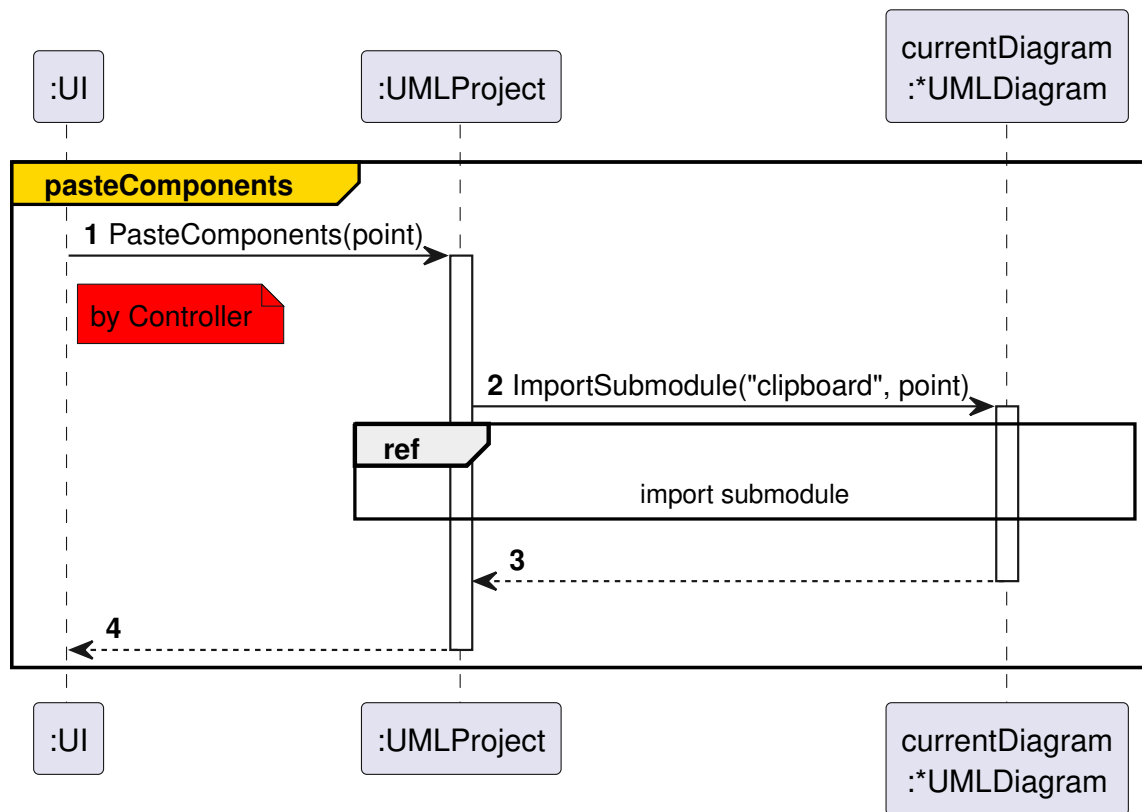 :UI
:UMLProject
currentDiagram
:*UMLDiagram
pasteComponents
1 PasteComponents(point)
by Controller
2 ImportSubmodule("clipboard", point)
ref
import submodule
3
4
:UI
:UMLProject
currentDiagram
:*UMLDiagram